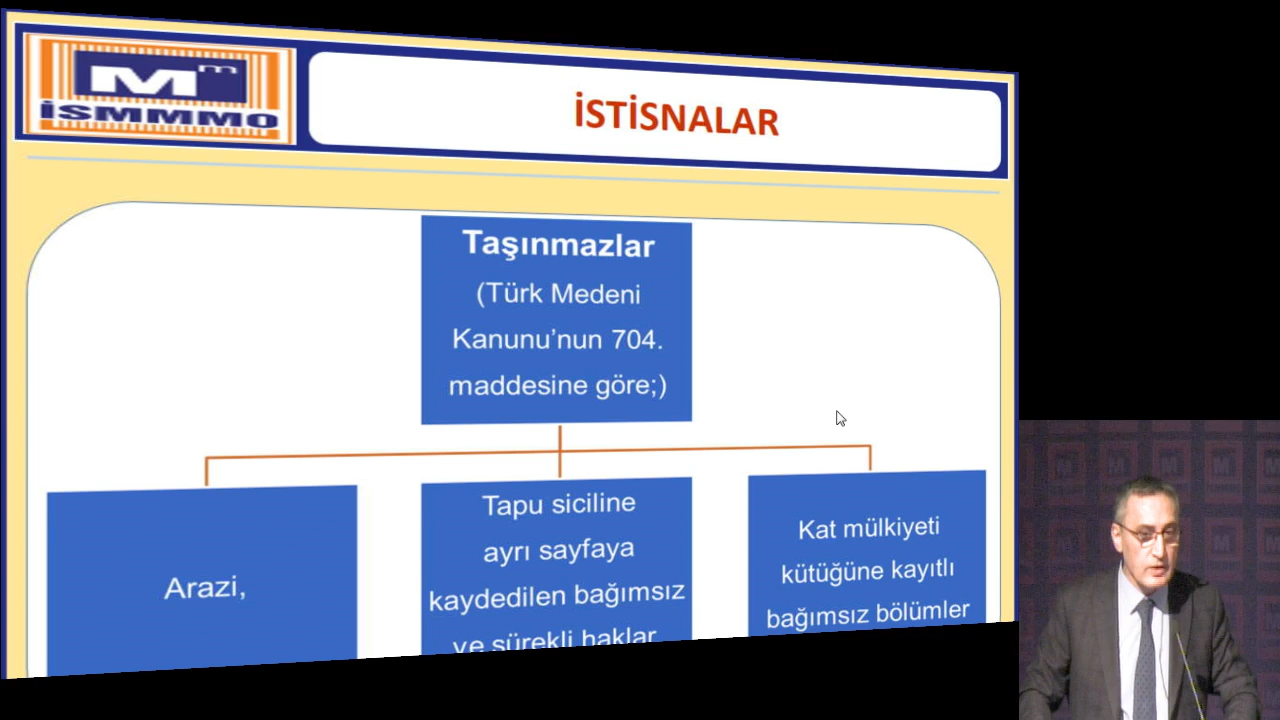 Mm
İSMMMO
İSTİSNALAR
Taşınmazlar
(Türk Medeni
Kanunu'nun 704.
maddesine göre;)
Arazi,
Tapu siciline
ayrı sayfaya
kaydedilen bağımsız
ve sürekli haklar
Kat mülkiyeti
kütüğüne kayıtlı
bağımsız bölümler